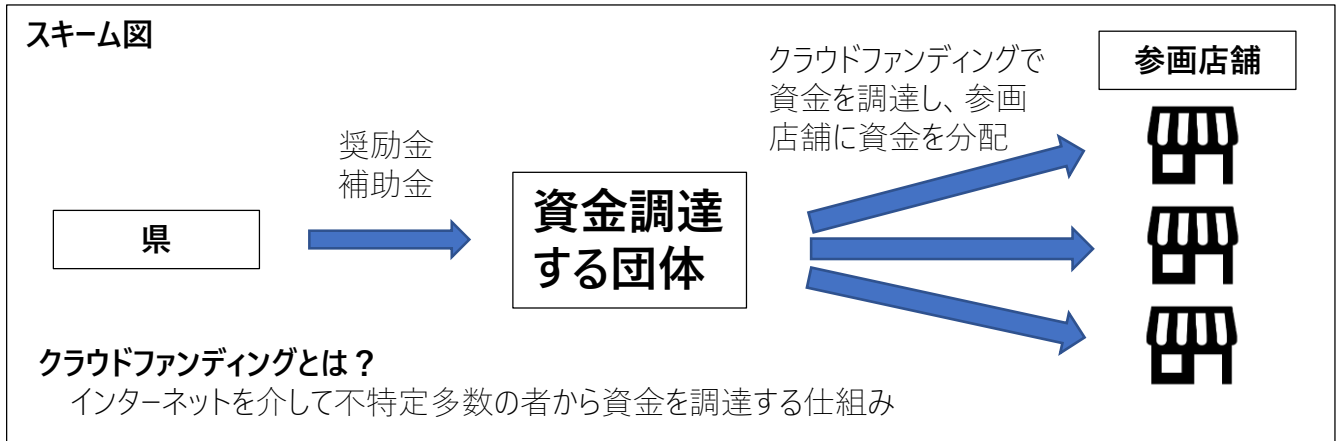 スキーム図
クラウドファンディングで
資金を調達し、参画
店舗に資金を分配
参画店舗
奨励金
補助金
県
資金調達
する団体
クラウドファンディングとは？
インターネットを介して不特定多数の者から資金を調達する仕組み